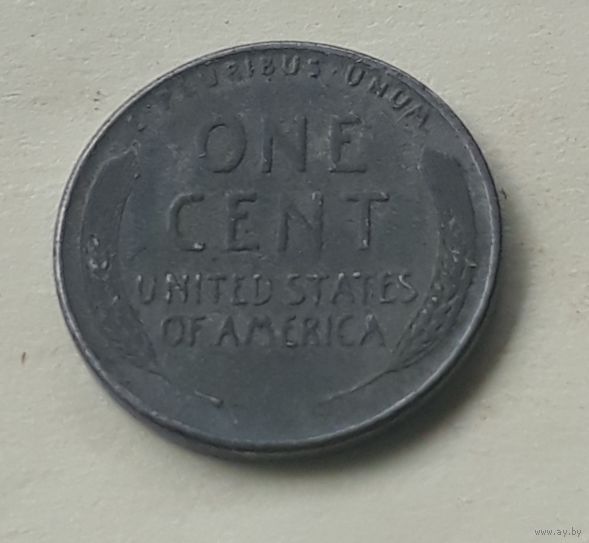 E·PLURIBUS·UNUM
ONE
CENT
UNITED STATES
OF AMERICA
www.ay.by